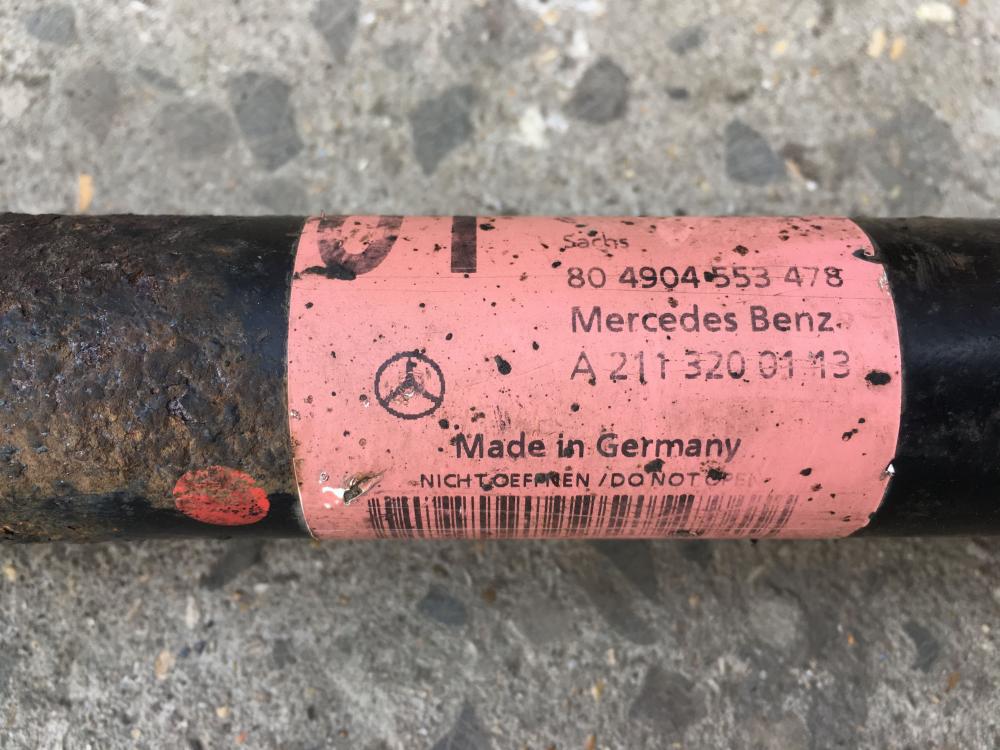 Sachs
80 4904 553 478
Mercedes Benz
A 211 320 01 13
Made in Germany
NICHT OEFFNEN / DO NOT OPEN